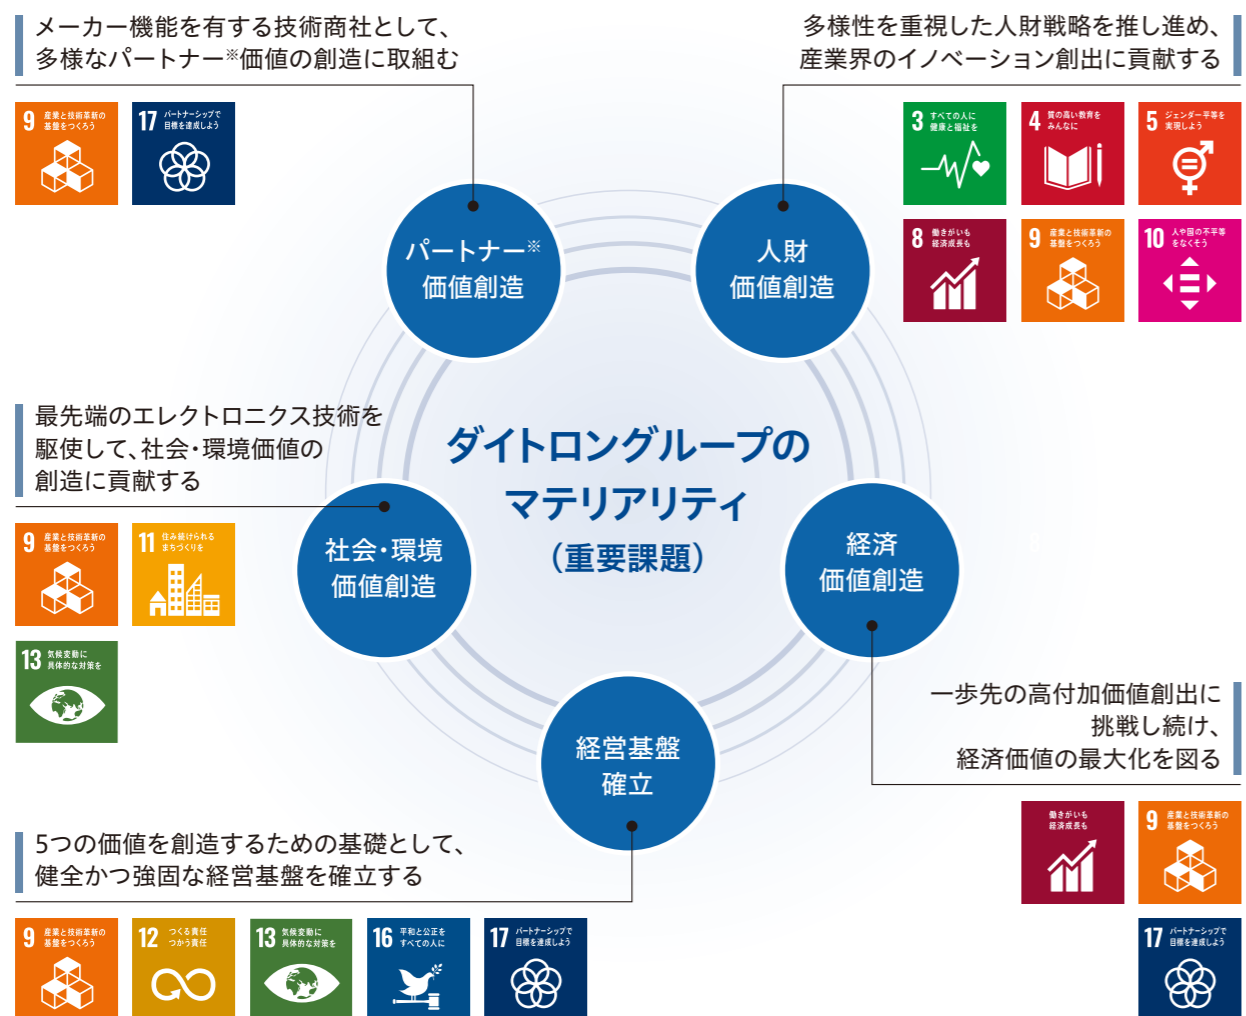 メーカー機能を有する技術商社として、
多様なパートナー※価値の創造に取組む
9 産業と技術革新の
基盤をつくろう
17 パートナーシップで
目標を達成しよう
多様性を重視した人財戦略を推し進め、
産業界のイノベーション創出に貢献する
3 すべての人に
健康と福祉を
4 質の高い教育を
みんなに
5 ジェンダー平等を
実現しよう
8 働きがいも
経済成長も
9 産業と技術革新の
基盤をつくろう
10 人や国の不平等
をなくそう
パートナー※
価値創造
人財
価値創造
最先端のエレクトロニクス技術を
駆使して、社会・環境価値の
創造に貢献する
9 産業と技術革新の
基盤をつくろう
11 住み続けられる
まちづくりを
13 気候変動に
具体的な対策を
ダイトロングループの
マテリアリティ
（重要課題）
社会・環境
価値創造
経済
価値創造
経営基盤
確立
一歩先の高付加価値創出に
挑戦し続け、
経済価値の最大化を図る
働きがいも
経済成長も
9 産業と技術革新の
基盤をつくろう
17 パートナーシップで
目標を達成しよう
5つの価値を創造するための基礎として、
健全かつ強固な経営基盤を確立する
9 産業と技術革新の
基盤をつくろう
12 つくる責任
つかう責任
13 気候変動に
具体的な対策を
16 平和と公正を
すべての人に
17 パートナーシップで
目標を達成しよう